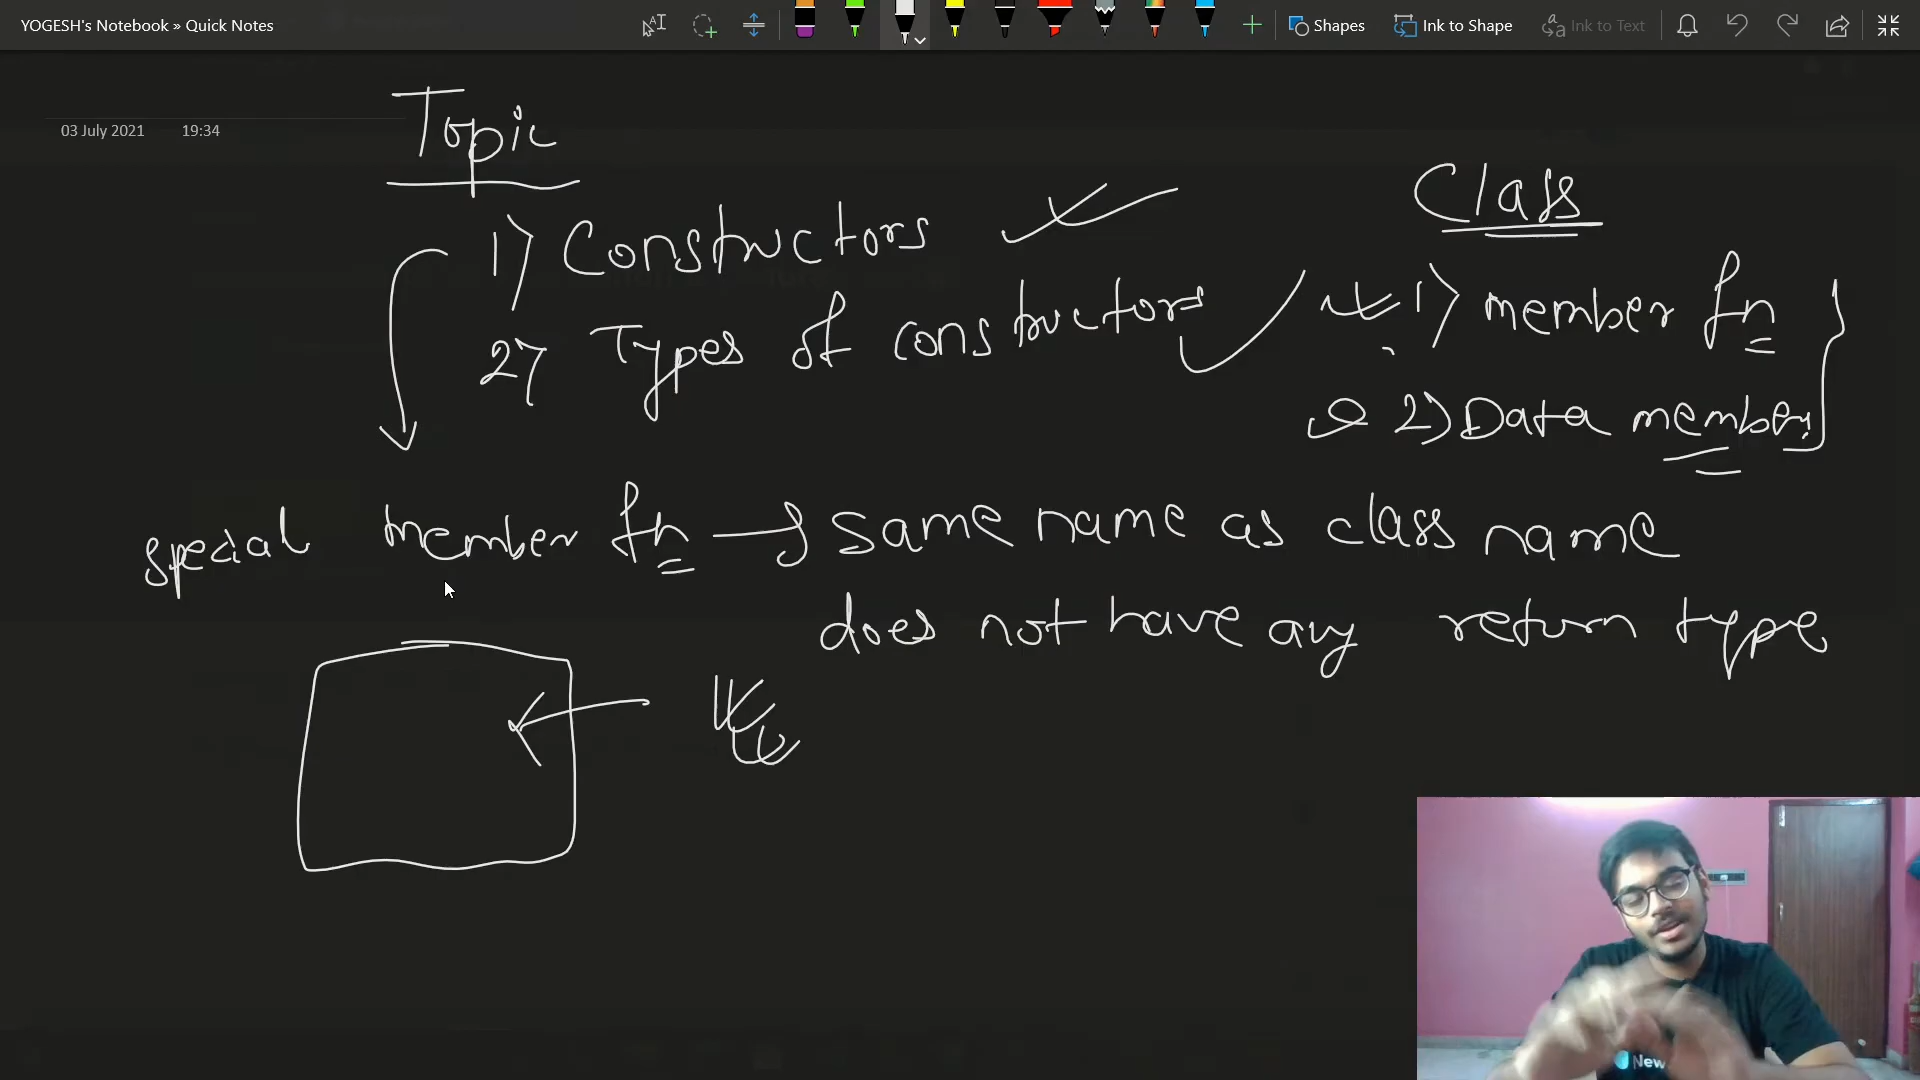 YOGESH's Notebook » Quick Notes
Shapes
Ink to Shape
Ink to Text
03 July 2021 19:34
Topic
1) Constructors
2) Types of constructors
Class
1) member fn
2) Data member
special member fn → same name as class name
does not have any return type
New